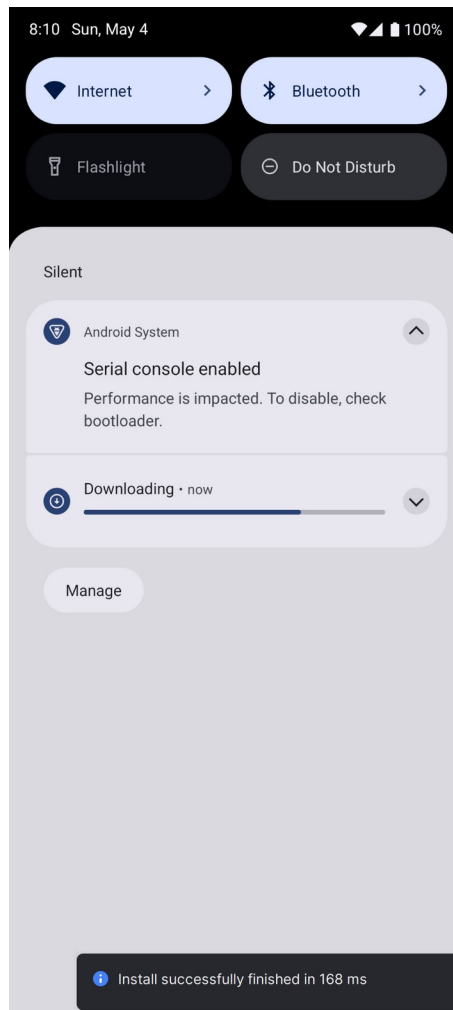 8:10 Sun, May 4
100%
Internet
Bluetooth
Flashlight
Do Not Disturb
Silent
Android System
Serial console enabled
Performance is impacted. To disable, check
bootloader.
Downloading • now
Manage
Install successfully finished in 168 ms